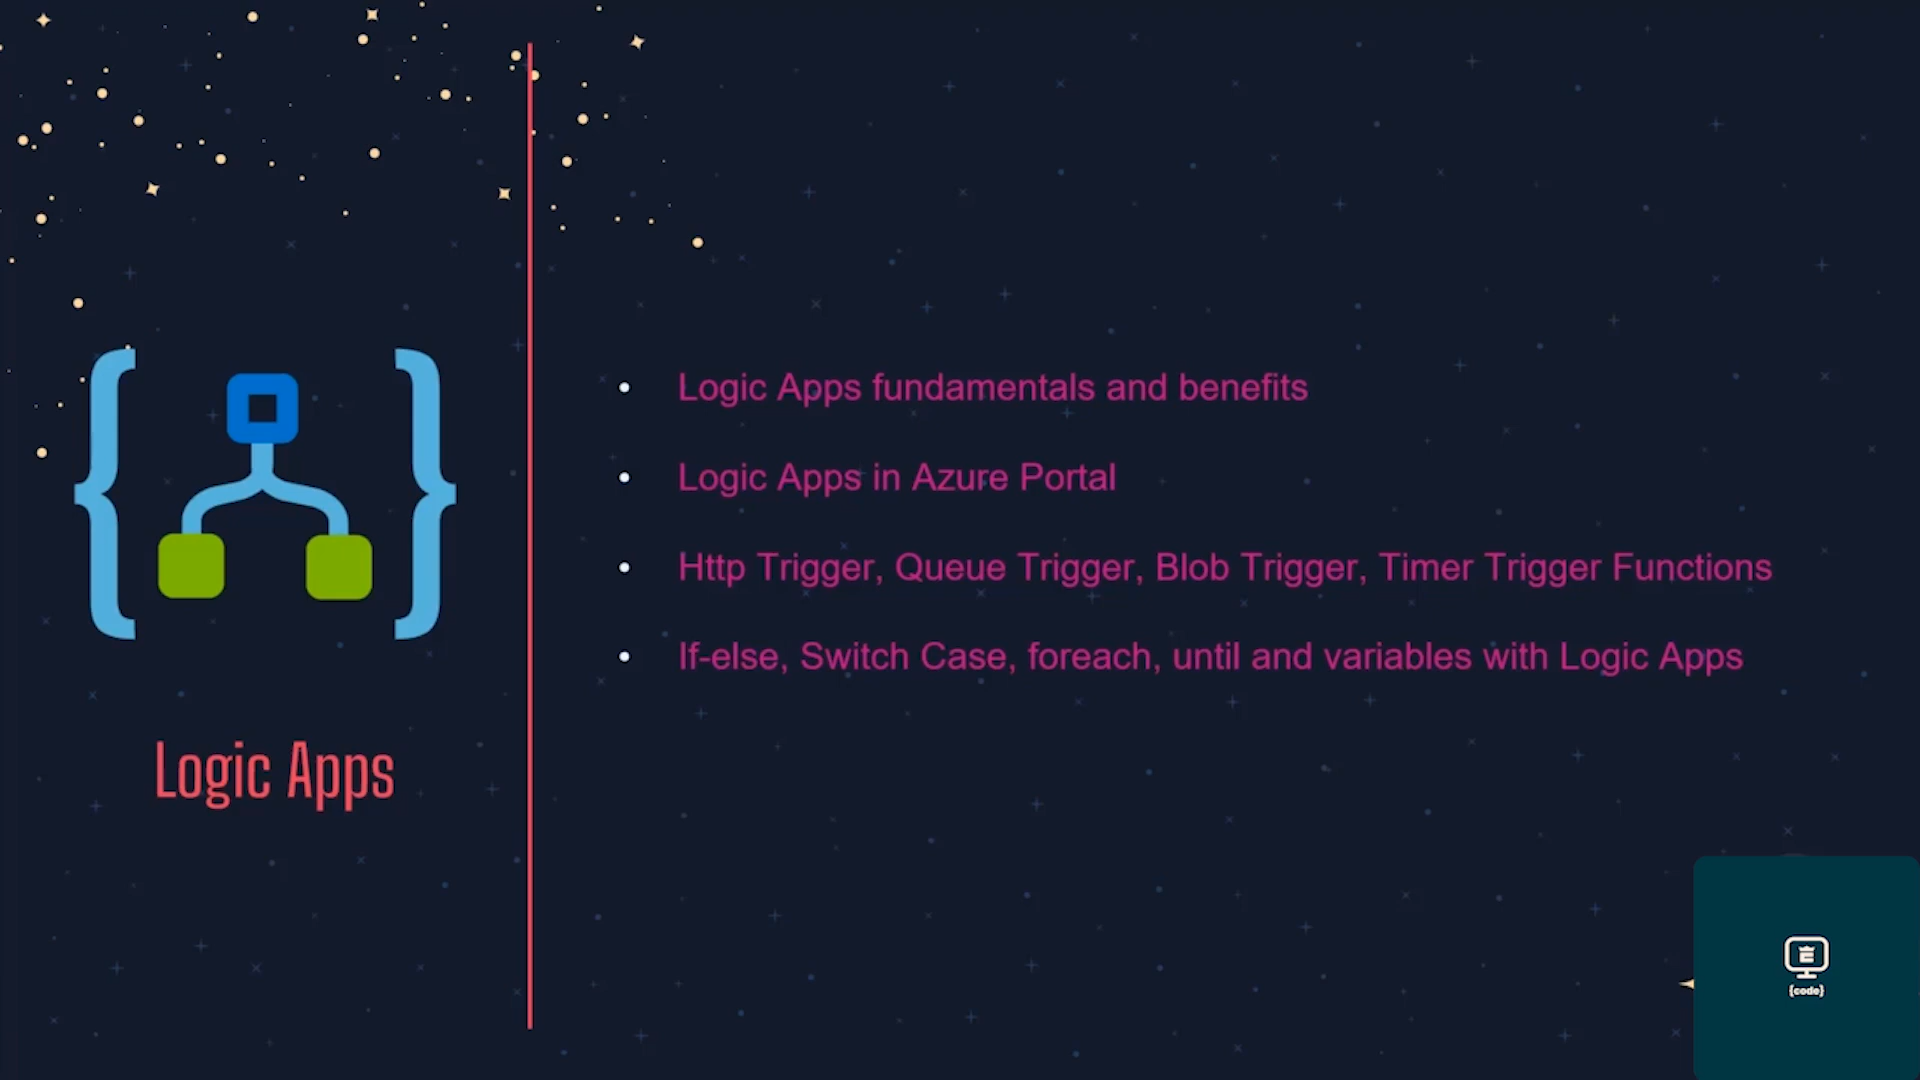 Logic Apps
Logic Apps fundamentals and benefits
Logic Apps in Azure Portal
Http Trigger, Queue Trigger, Blob Trigger, Timer Trigger Functions
If-else, Switch Case, foreach, until and variables with Logic Apps
{code}